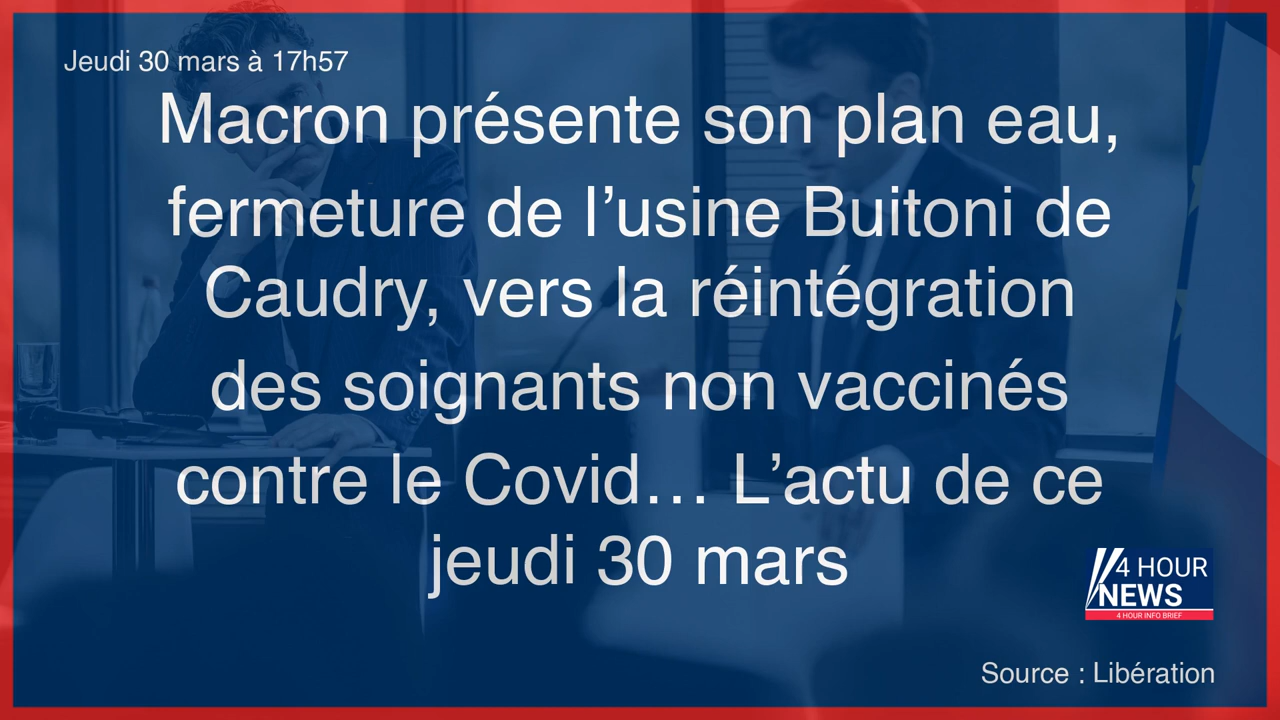 Jeudi 30 mars à 17h57
Macron présente son plan eau,
fermeture de l’usine Buitoni de
Caudry, vers la réintégration
des soignants non vaccinés
contre le Covid… L’actu de ce
jeudi 30 mars
4 HOUR
NEWS
4 HOUR INFO BRIEF
Source : Libération